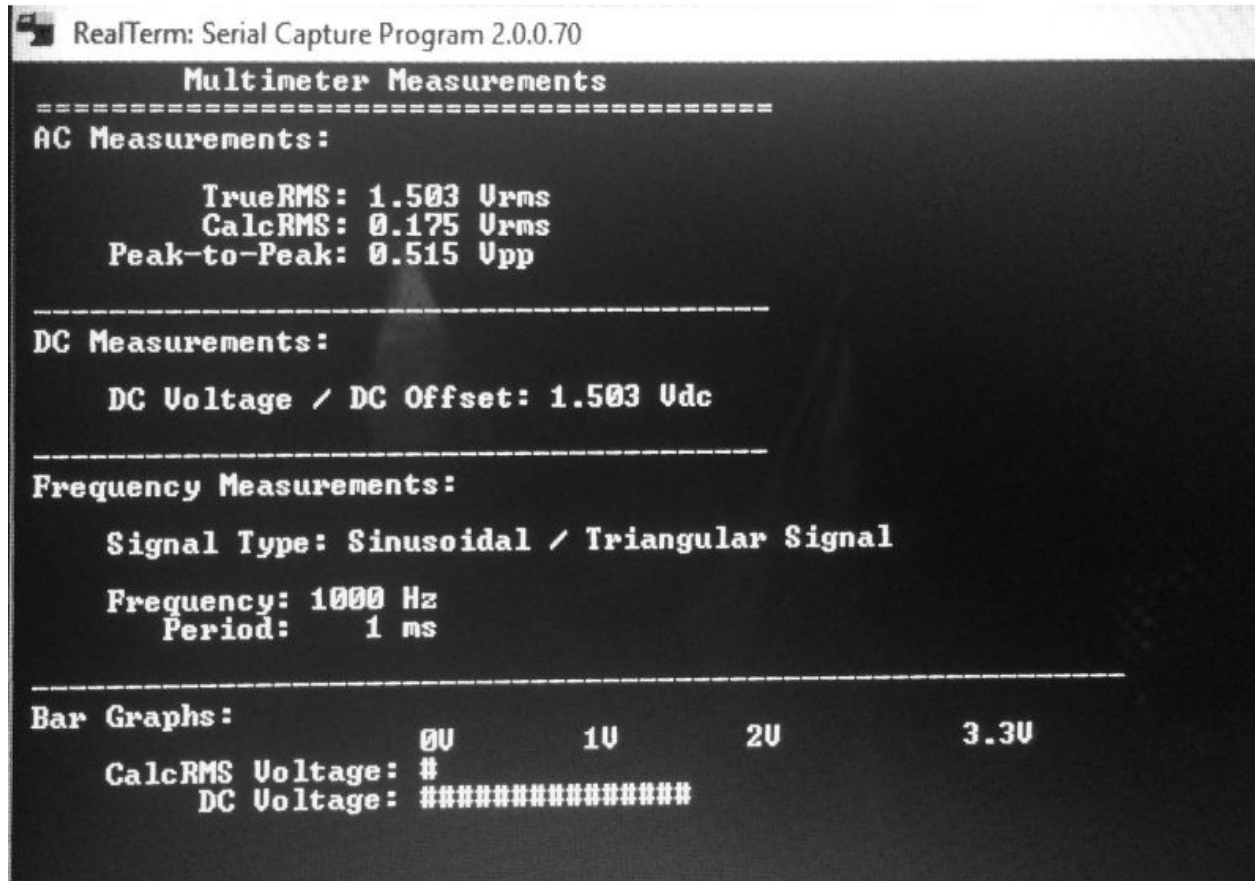 RealTerm: Serial Capture Program 2.0.0.70
Multimeter Measurements
========================================
AC Measurements:
TrueRMS: 1.503 Vrms
CalcRMS: 0.175 Vrms
Peak-to-Peak: 0.515 Vpp
----------------------------------------
DC Measurements:
DC Voltage / DC Offset: 1.503 Vdc
----------------------------------------
Frequency Measurements:
Signal Type: Sinusoidal / Triangular Signal
Frequency: 1000 Hz
Period: 1 ms
------------------------------------------------------------
Bar Graphs:
0V 1V 2V 3.3V
CalcRMS Voltage: #
DC Voltage: ###############